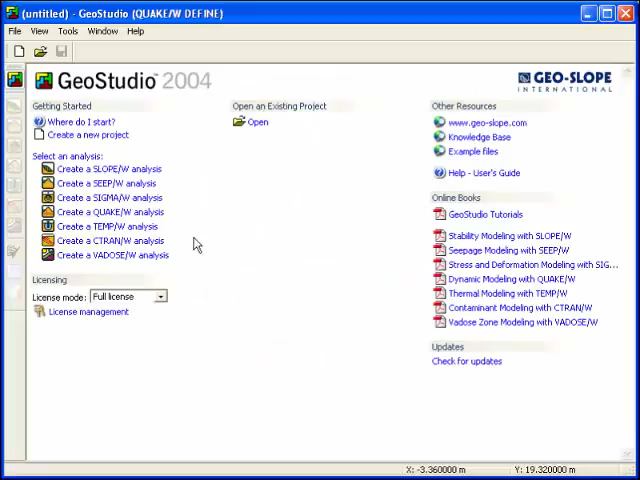 (untitled) - GeoStudio (QUAKE/W DEFINE)
File View Tools Window Help
GeoStudio 2004
GEO-SLOPE
INTERNATIONAL
Getting Started
Where do I start?
Create a new project
Select an analysis:
Create a SLOPE/W analysis
Create a SEEP/W analysis
Create a SIGMA/W analysis
Create a QUAKE/W analysis
Create a TEMP/W analysis
Create a CTRAN/W analysis
Create a VADOSE/W analysis
Licensing
License mode: Full license
License management
Open an Existing Project
Open
Other Resources
www.geo-slope.com
Knowledge Base
Example files
Help - User's Guide
Online Books
GeoStudio Tutorials
Stability Modeling with SLOPE/W
Seepage Modeling with SEEP/W
Stress and Deformation Modeling with SIG...
Dynamic Modeling with QUAKE/W
Thermal Modeling with TEMP/W
Contaminant Modeling with CTRAN/W
Vadose Zone Modeling with VADOSE/W
Updates
Check for updates
X: -3.360000 m Y: 19.320000 m